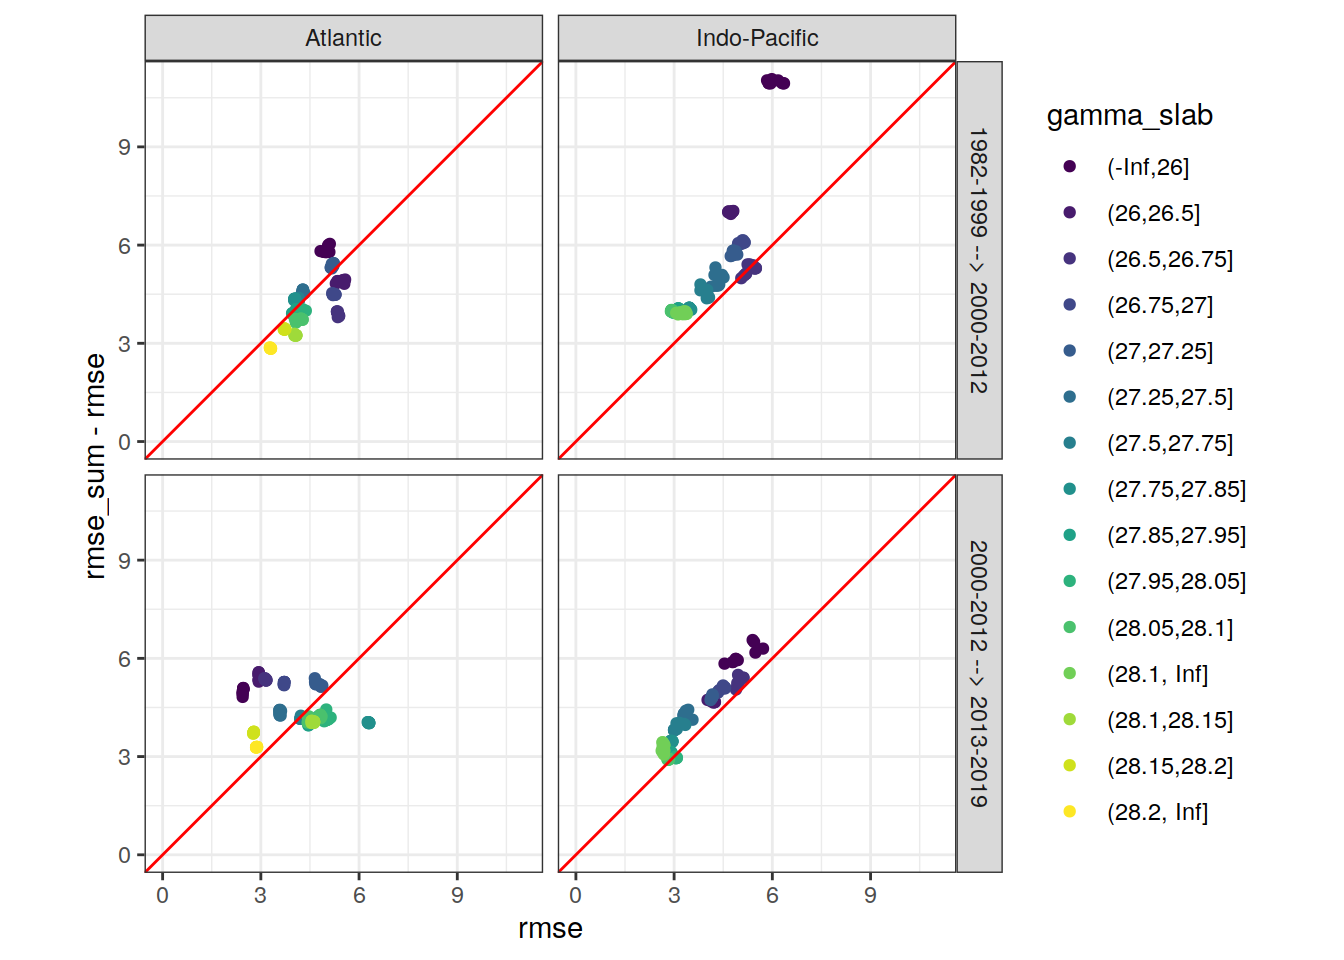 Atlantic
Indo-Pacific
9
6
3
0
1982-1999 --> 2000-2012
9
6
3
0
2000-2012 --> 2013-2019
0
3
6
9
0
3
6
9
rmse
rmse_sum - rmse
gamma_slab
(-Inf,26]
(26,26.5]
(26.5,26.75]
(26.75,27]
(27,27.25]
(27.25,27.5]
(27.5,27.75]
(27.75,27.85]
(27.85,27.95]
(27.95,28.05]
(28.05,28.1]
(28.1, Inf]
(28.1,28.15]
(28.15,28.2]
(28.2, Inf]